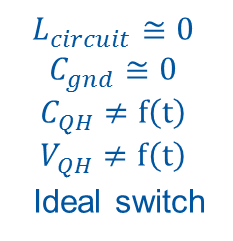 L_circuit ≅ 0
C_gnd ≅ 0
C_QH ≠ f(t)
V_QH ≠ f(t)
Ideal switch